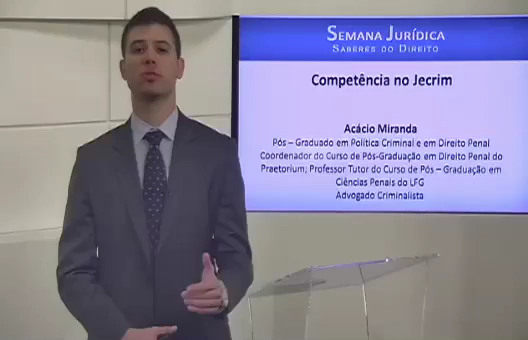 SEMANA JURÍDICA
SABERES DO DIREITO
Competência no Jecrim
Acácio Miranda
Pós – Graduado em Política Criminal e em Direito Penal
Coordenador do Curso de Pós-Graduação em Direito Penal do
Praetorium; Professor Tutor do Curso de Pós – Graduação em
Ciências Penais do LFG
Advogado Criminalista